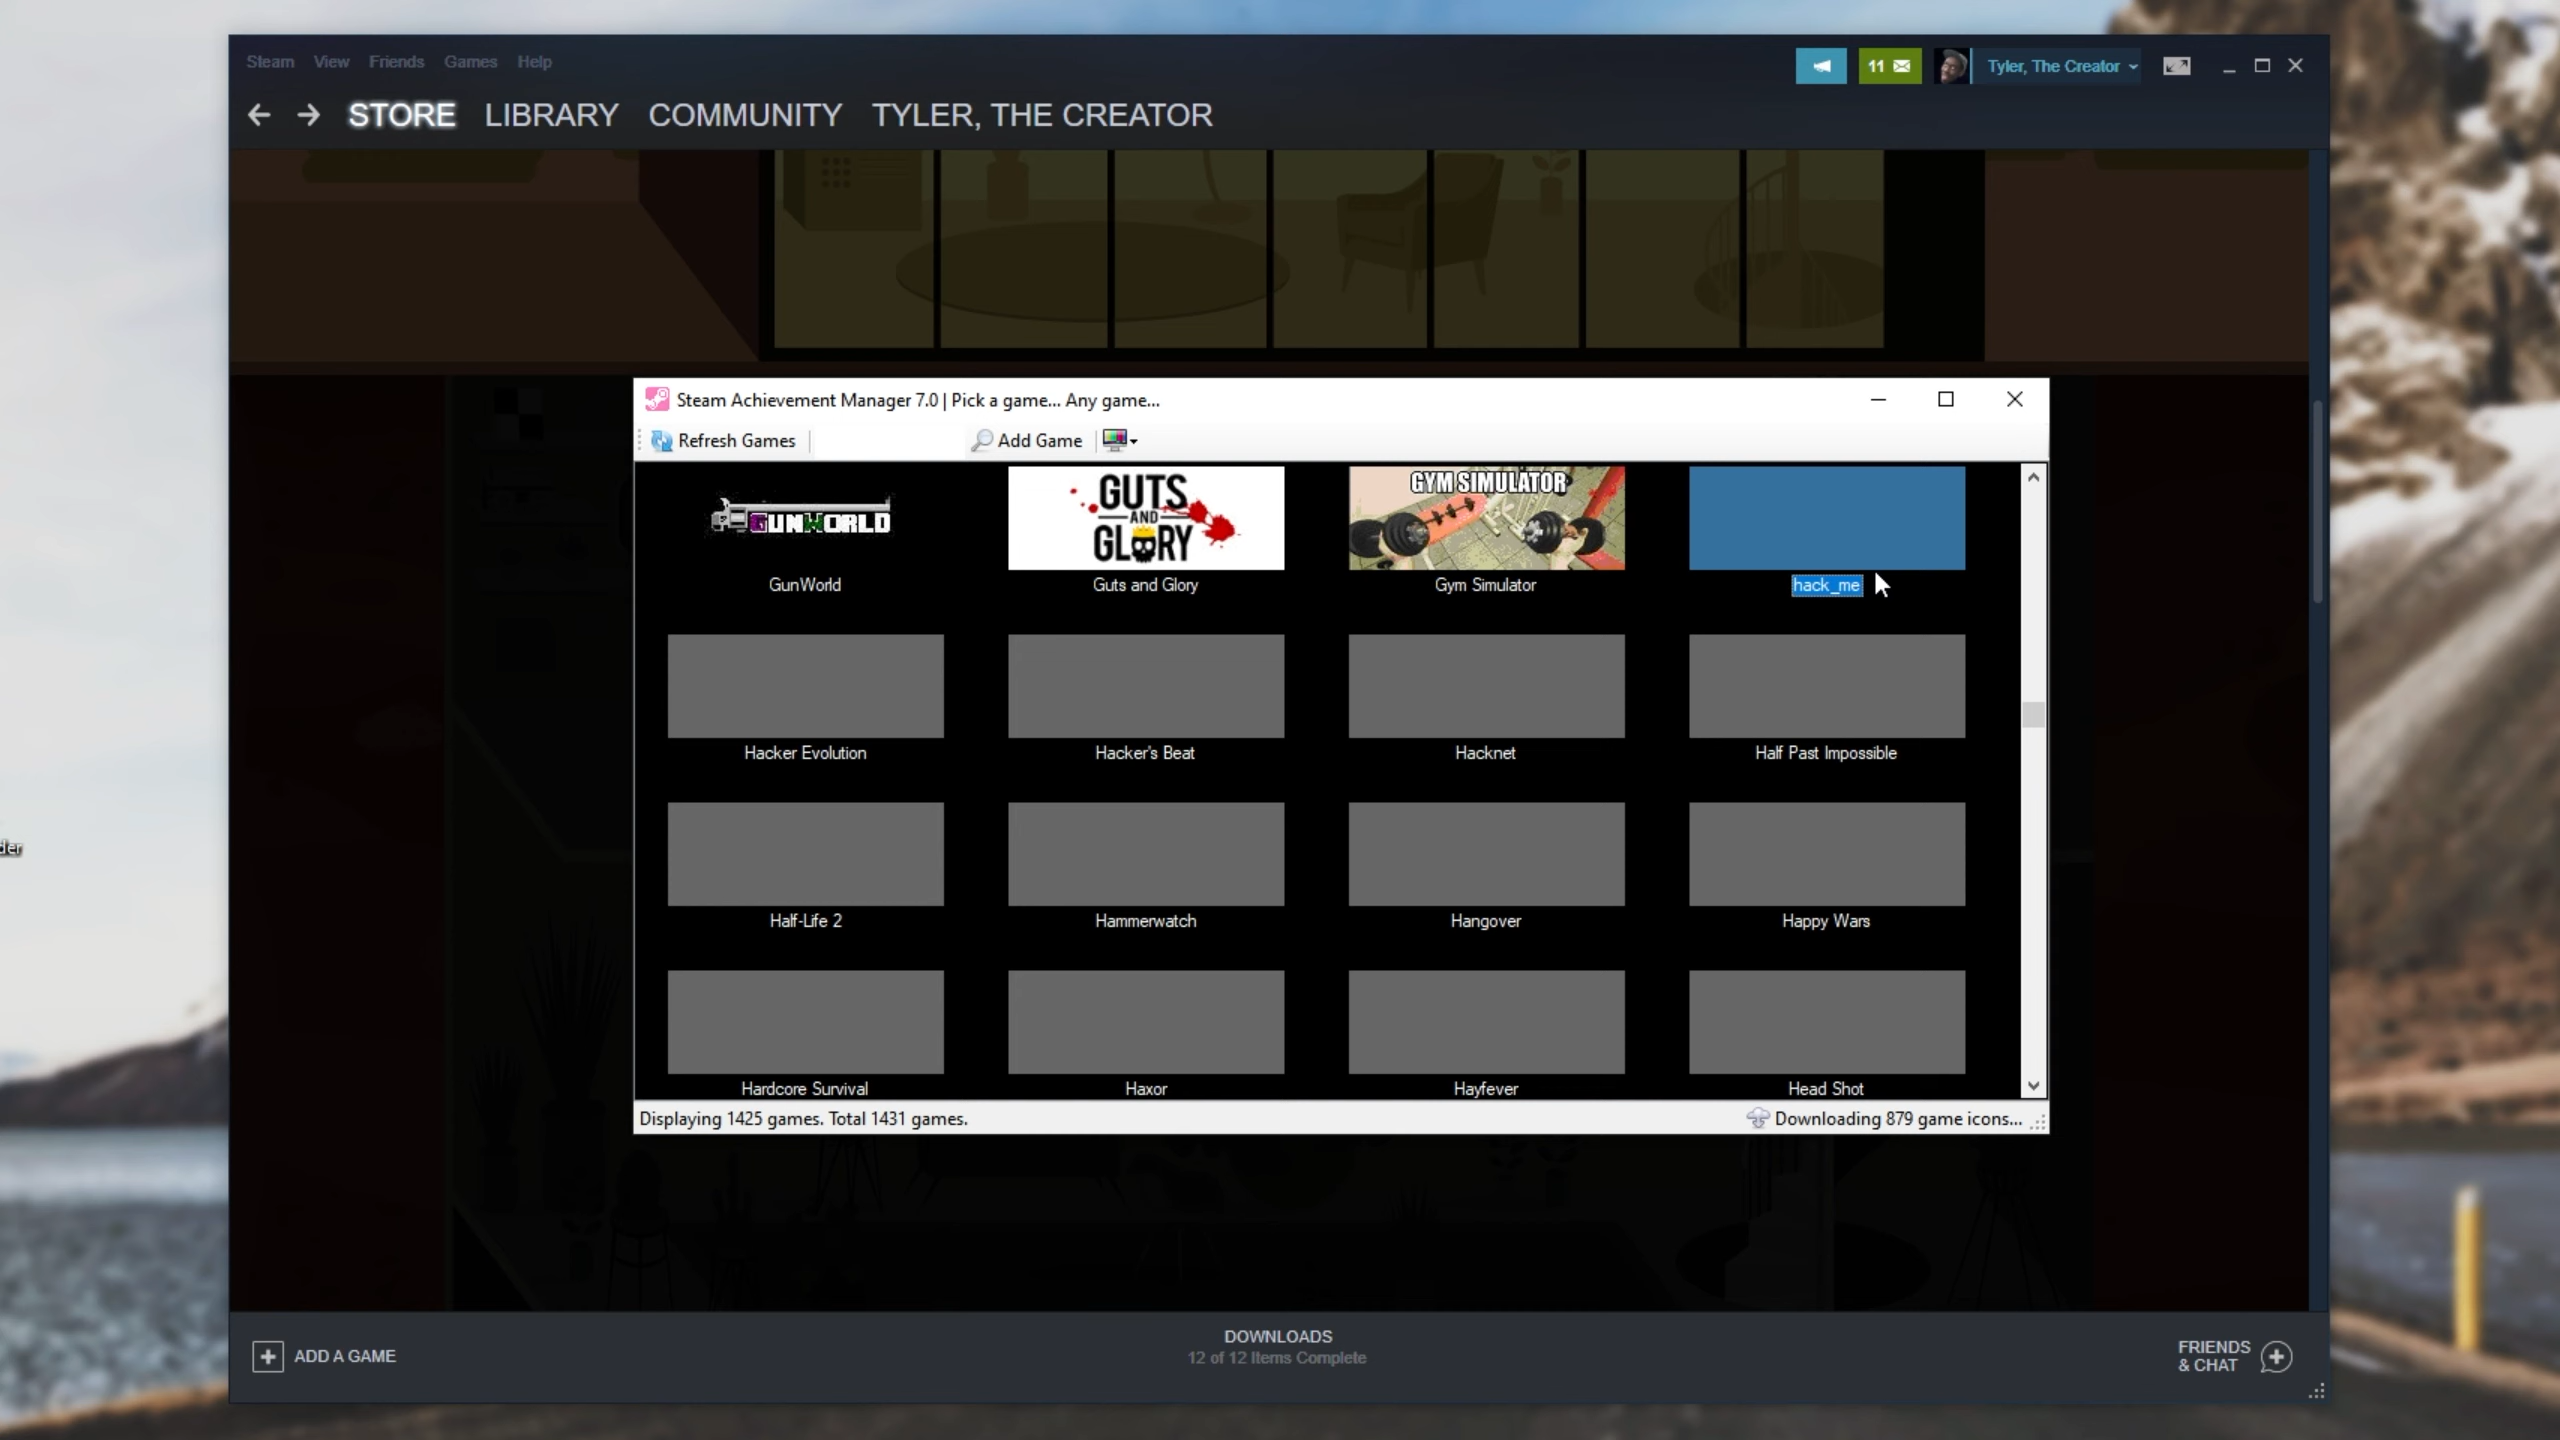 Steam View Friends Games Help
11
Tyler, The Creator
STORE LIBRARY COMMUNITY TYLER, THE CREATOR
Steam Achievement Manager 7.0 | Pick a game... Any game...
Refresh Games
Add Game
GUNWORLD
GUTS
AND
GLORY
GYM SIMULATOR
GunWorld
Guts and Glory
Gym Simulator
hack_me
Hacker Evolution
Hacker's Beat
Hacknet
Half Past Impossible
der
Half-Life 2
Hammerwatch
Hangover
Happy Wars
Hardcore Survival
Haxor
Hayfever
Head Shot
Displaying 1425 games. Total 1431 games.
Downloading 879 game icons...
ADD A GAME
DOWNLOADS
12 of 12 Items Complete
FRIENDS
& CHAT